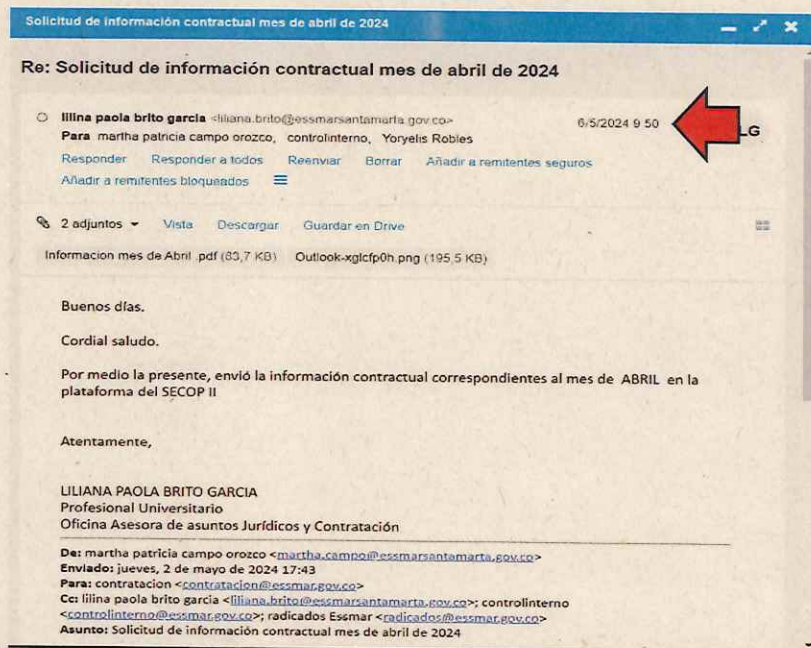 Solicitud de información contractual mes de abril de 2024
Re: Solicitud de información contractual mes de abril de 2024
lilina paola brito garcia <liliana.brito@essmarsantamarta.gov.co>
6/5/2024 9:50
LG
Para martha patricia campo orozco, controlinterno, Yoryelis Robles
Responder Responder a todos Reenviar Borrar Añadir a remitentes seguros
Añadir a remitentes bloqueados
2 adjuntos Vista Descargar Guardar en Drive
Informacion mes de Abril .pdf (83,7 KB) Outlook-xglcfp0h.png (195,5 KB)
Buenos días.
Cordial saludo.
Por medio la presente, envió la información contractual correspondientes al mes de ABRIL en la
plataforma del SECOP II
Atentamente,
LILIANA PAOLA BRITO GARCIA
Profesional Universitario
Oficina Asesora de asuntos Jurídicos y Contratación
De: martha patricia campo orozco <martha.campo@essmarsantamarta.gov.co>
Enviado: jueves, 2 de mayo de 2024 17:43
Para: contratacion <contratacion@essmar.gov.co>
Cc: lilina paola brito garcia <liliana.brito@essmarsantamarta.gov.co>; controlinterno
<controlinterno@essmar.gov.co>; radicados Essmar <radicados@essmar.gov.co>
Asunto: Solicitud de información contractual mes de abril de 2024